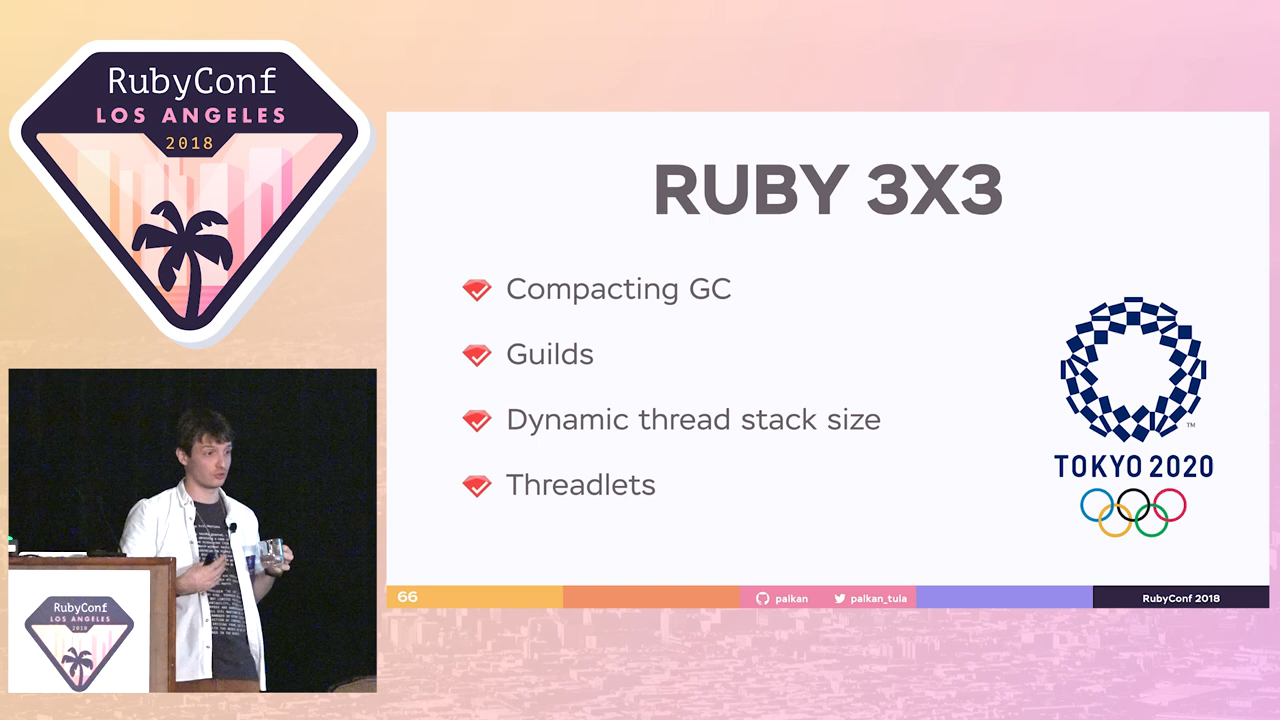 RubyConf
LOS ANGELES
2018
RUBY 3X3
Compacting GC
Guilds
Dynamic thread stack size
Threadlets
TM
TOKYO 2020
66
palkan
palkan_tula
RubyConf 2018
RubyConf
LOS ANGELES
2018